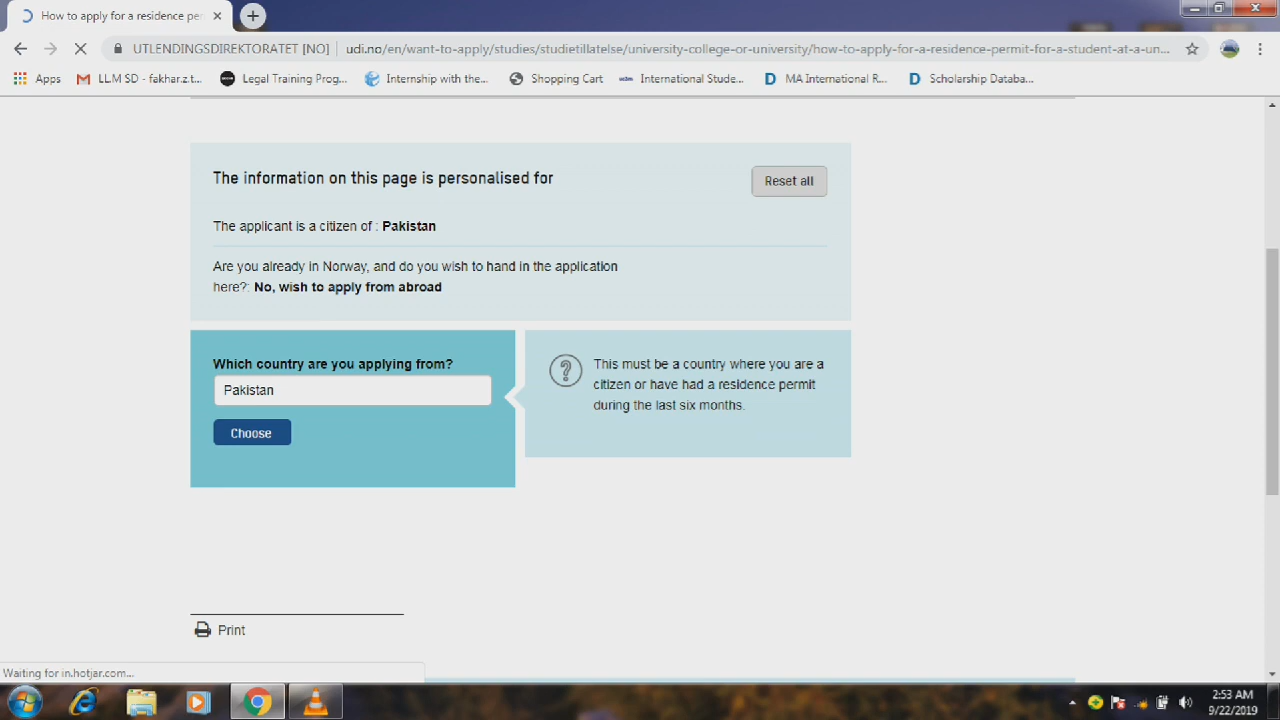 How to apply for a residence per
UTLENDINGSDIREKTORATET [NO]
udi.no/en/want-to-apply/studies/studietillatelse/university-college-or-university/how-to-apply-for-a-residence-permit-for-a-student-at-a-un...
Apps
LLM SD - fakhar.z.t...
Legal Training Prog...
Internship with the...
Shopping Cart
International Stude...
MA International R...
Scholarship Databa...
The information on this page is personalised for
Reset all
The applicant is a citizen of : Pakistan
Are you already in Norway, and do you wish to hand in the application
here?: No, wish to apply from abroad
Which country are you applying from?
Pakistan
Choose
This must be a country where you are a
citizen or have had a residence permit
during the last six months.
Print
Waiting for in.hotjar.com...
2:53 AM
9/22/2019